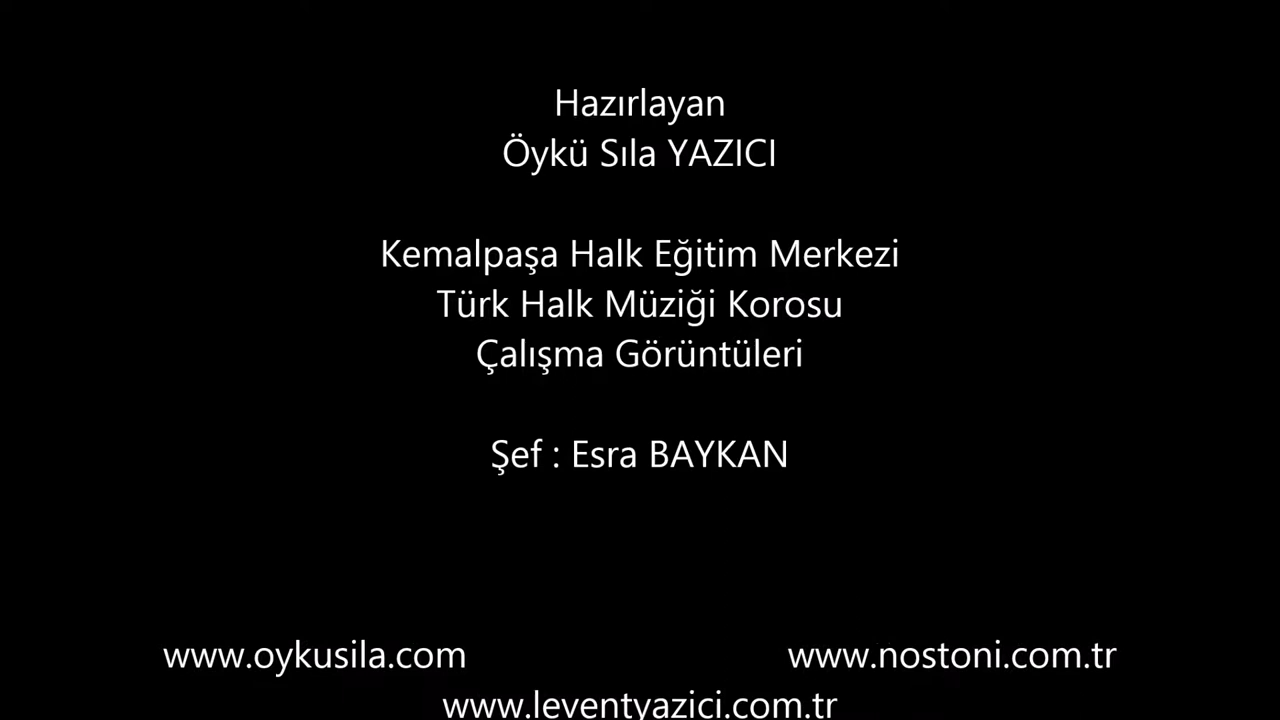 Hazırlayan
Öykü Sıla YAZICI
Kemalpaşa Halk Eğitim Merkezi
Türk Halk Müziği Korosu
Çalışma Görüntüleri
Şef : Esra BAYKAN
www.oykusila.com www.nostoni.com.tr
www.leventyazici.com.tr